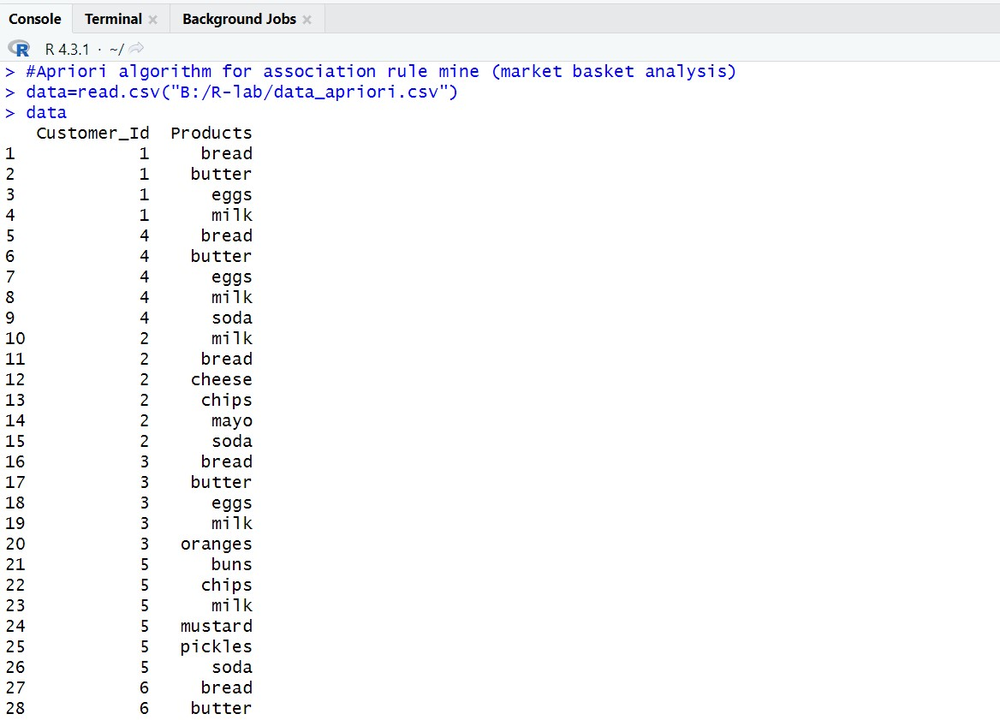 Console Terminal × Background Jobs ×
R R 4.3.1 · ~/
> #Apriori algorithm for association rule mine (market basket analysis)
> data=read.csv("B:/R-lab/data_apriori.csv")
> data
Customer_Id Products
1 1 bread
2 1 butter
3 1 eggs
4 1 milk
5 4 bread
6 4 butter
7 4 eggs
8 4 milk
9 4 soda
10 2 milk
11 2 bread
12 2 cheese
13 2 chips
14 2 mayo
15 2 soda
16 3 bread
17 3 butter
18 3 eggs
19 3 milk
20 3 oranges
21 5 buns
22 5 chips
23 5 milk
24 5 mustard
25 5 pickles
26 5 soda
27 6 bread
28 6 butter